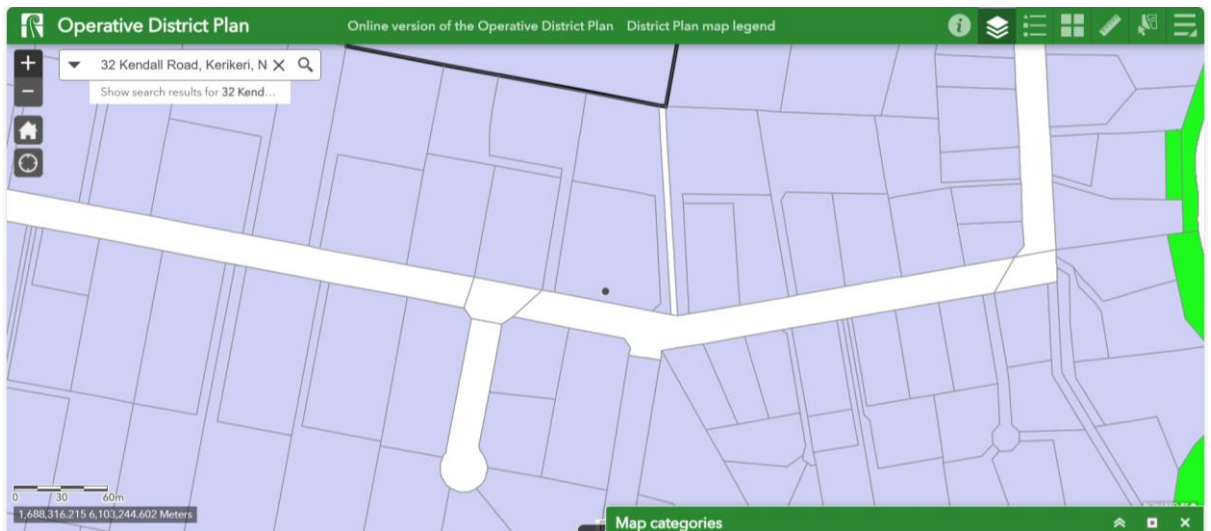 Operative District Plan
Online version of the Operative District Plan District Plan map legend
32 Kendall Road, Kerikeri, N
Show search results for 32 Kend...
0 30 60m
1,688,316.215 6,103,244.602 Meters
Map categories